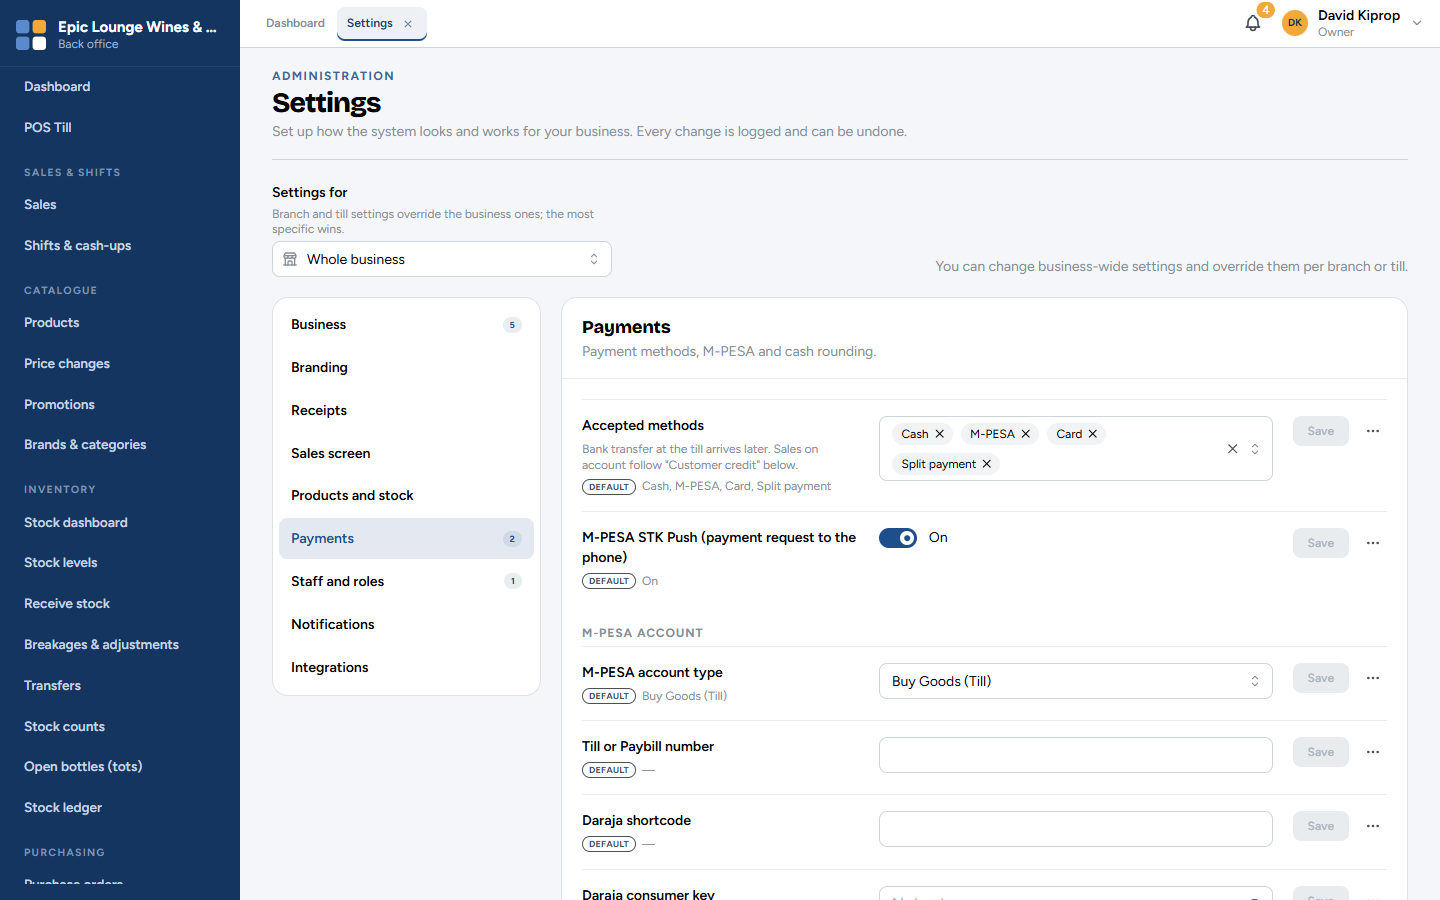 Epic Lounge Wines & ...
Back office
Dashboard
POS Till
SALES & SHIFTS
Sales
Shifts & cash-ups
CATALOGUE
Products
Price changes
Promotions
Brands & categories
INVENTORY
Stock dashboard
Stock levels
Receive stock
Breakages & adjustments
Transfers
Stock counts
Open bottles (tots)
Stock ledger
PURCHASING
Purchase orders
Dashboard
Settings
4
DK
David Kiprop
Owner
ADMINISTRATION
Settings
Set up how the system looks and works for your business. Every change is logged and can be undone.
Settings for
Branch and till settings override the business ones; the most
specific wins.
Whole business
You can change business-wide settings and override them per branch or till.
Business 5
Branding
Receipts
Sales screen
Products and stock
Payments 2
Staff and roles 1
Notifications
Integrations
Payments
Payment methods, M-PESA and cash rounding.
Accepted methods
Bank transfer at the till arrives later. Sales on
account follow "Customer credit" below.
DEFAULT Cash, M-PESA, Card, Split payment
Cash M-PESA Card
Split payment
Save
M-PESA STK Push (payment request to the
phone)
DEFAULT On
On
Save
M-PESA ACCOUNT
M-PESA account type
DEFAULT Buy Goods (Till)
Buy Goods (Till)
Save
Till or Paybill number
DEFAULT —
Save
Daraja shortcode
DEFAULT —
Save
Daraja consumer key
Save